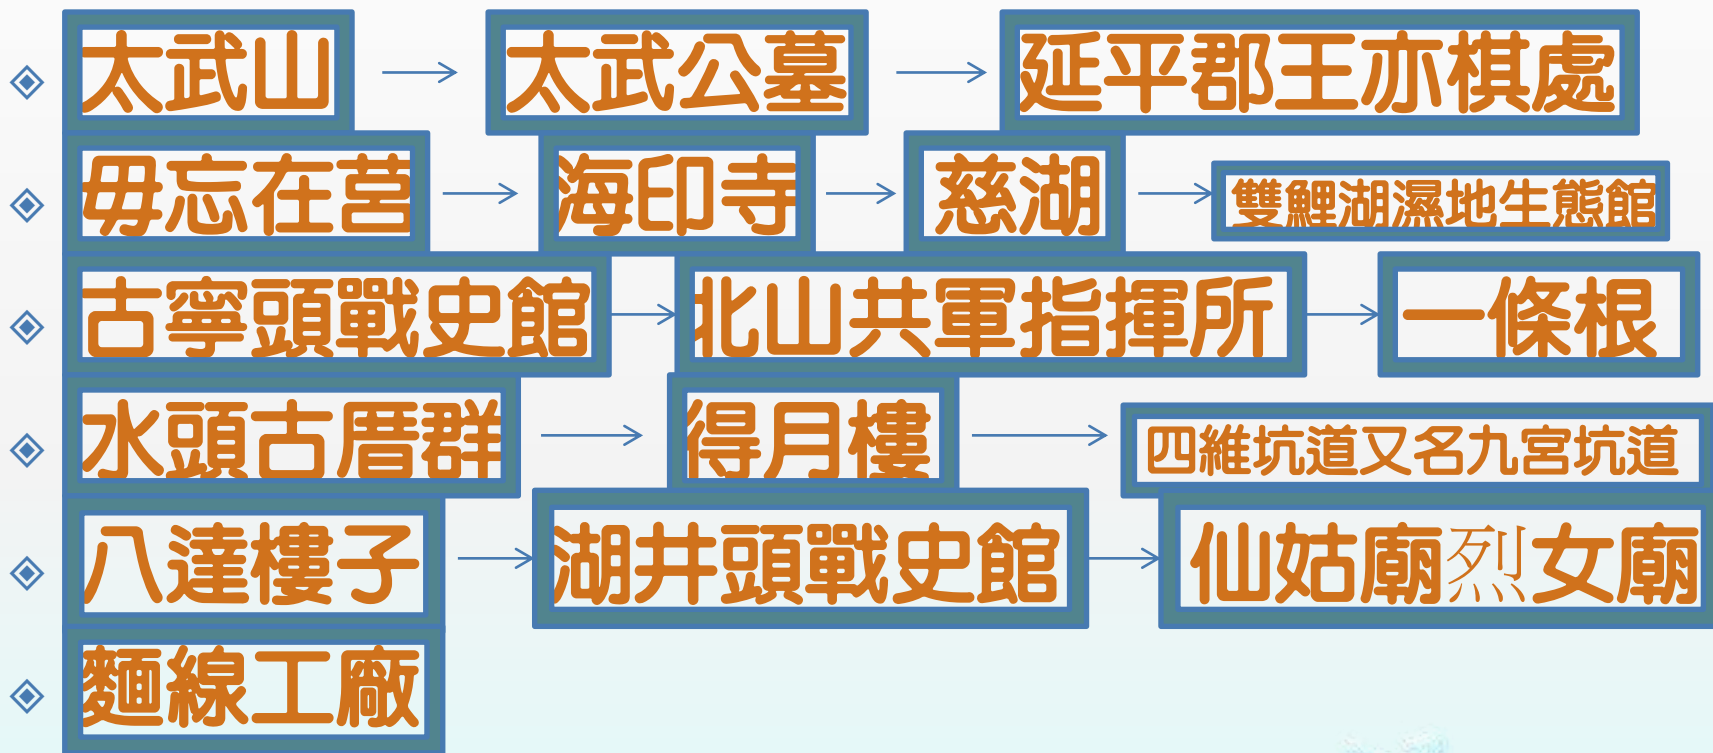 太武山 → 太武公墓 → 延平郡王亦棋處
毋忘在莒 → 海印寺 → 慈湖 → 雙鯉湖濕地生態館
古寧頭戰史館 → 北山共軍指揮所 → 一條根
水頭古厝群 → 得月樓 → 四維坑道又名九宮坑道
八達樓子 → 湖井頭戰史館 → 仙姑廟烈女廟
麵線工廠